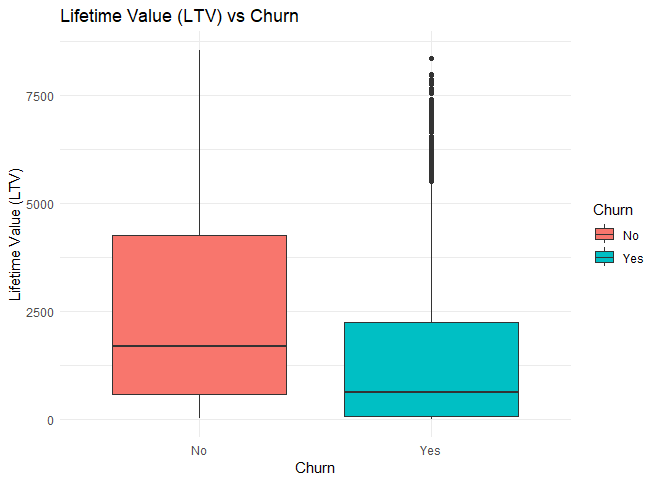 Lifetime Value (LTV) vs Churn
Lifetime Value (LTV)
7500
5000
2500
0
No
Yes
Churn
Churn
No
Yes